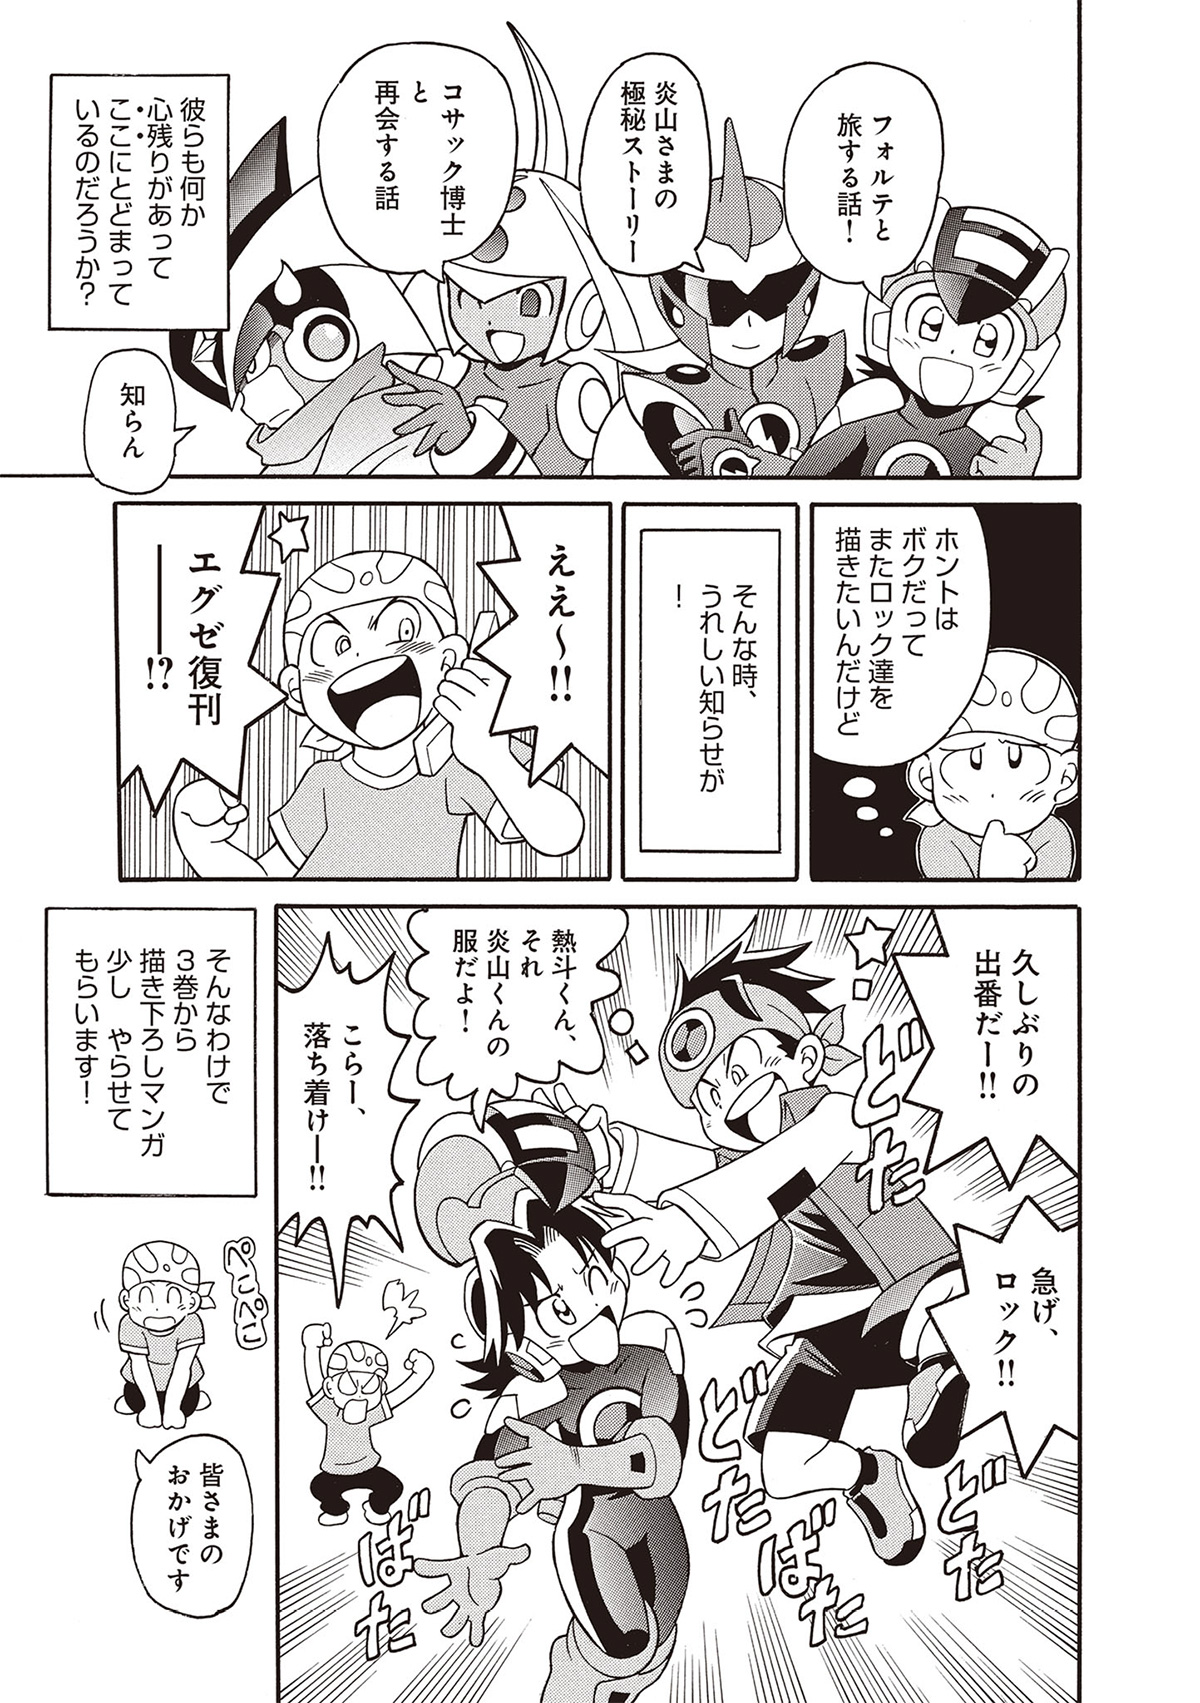 フォルテと
旅する話!
炎山さまの
極秘ストーリー
コサック博士
と
再会する話
彼らも何か
心残りがあって
ここにとどまって
いるのだろうか?
知らん
ホントは
ボクだって
またロック達を
描きたいんだけど
そんな時、
うれしい知らせが
!
ええ〜!!
エグゼ復刊
――!?
久しぶりの
出番だー!!
急げ、
ロック!!
どた
どた
どた
ばた
どた
ばた
熱斗くん、
それ
炎山くんの
服だよ!
こらー、
落ち着けー!!
そんなわけで
3巻から
描き下ろしマンガ
少し やらせて
もらいます!
ぺこぺこ
皆さまの
おかげです